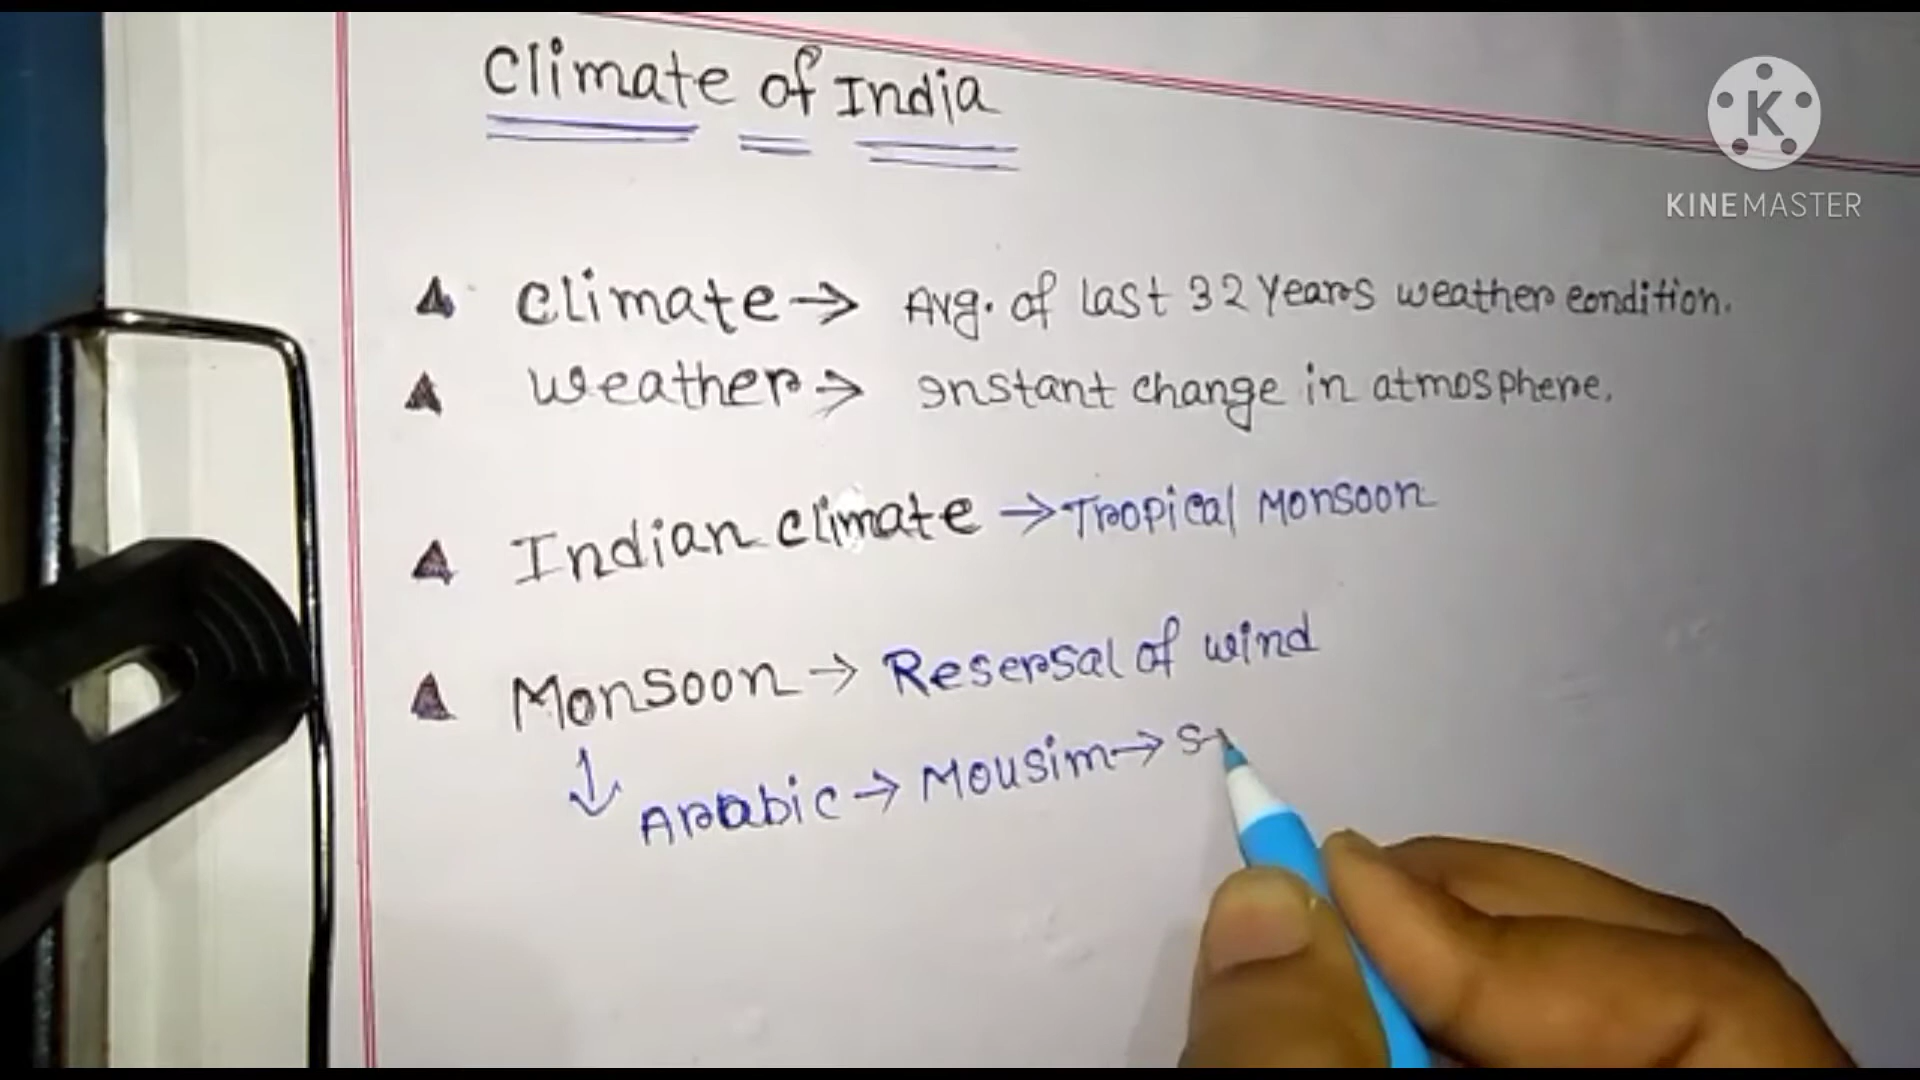 Climate of India
K
KINEMASTER
Climate → Avg. of last 32 Years weather condition.
Weather → Instant change in atmosphere.
Indian climate → Tropical Monsoon
Monsoon → Resersal of wind
↓ Arabic → Mousim → S